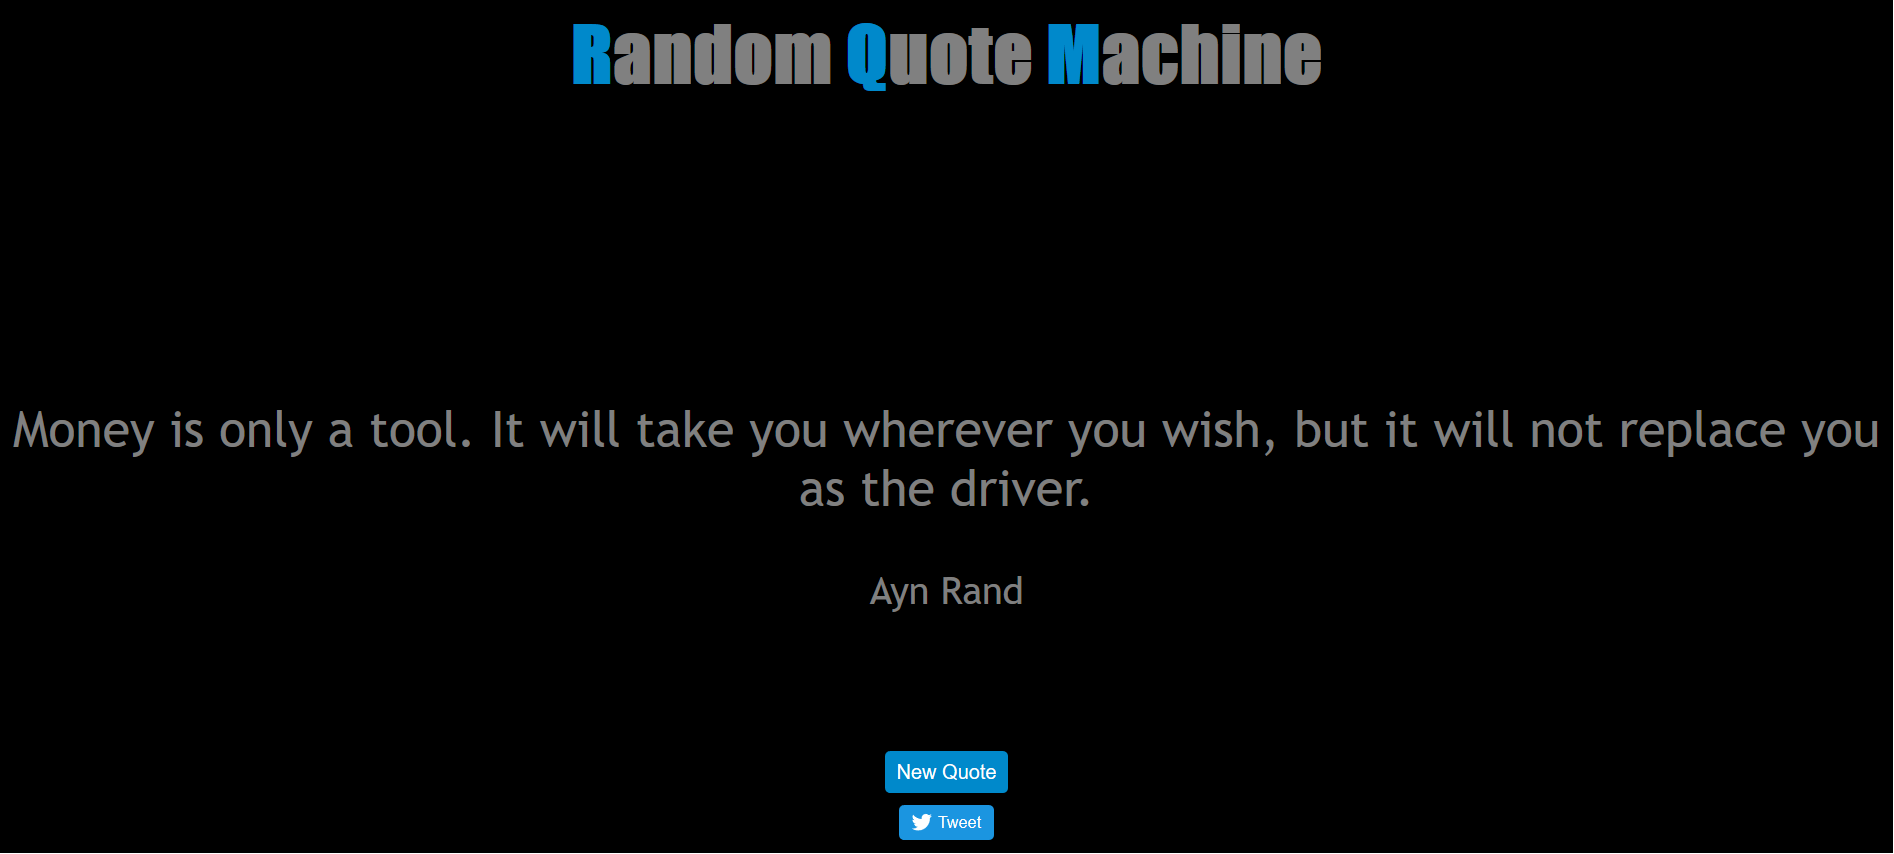 Random Quote Machine
Money is only a tool. It will take you wherever you wish, but it will not replace you
as the driver.
Ayn Rand
New Quote
Tweet